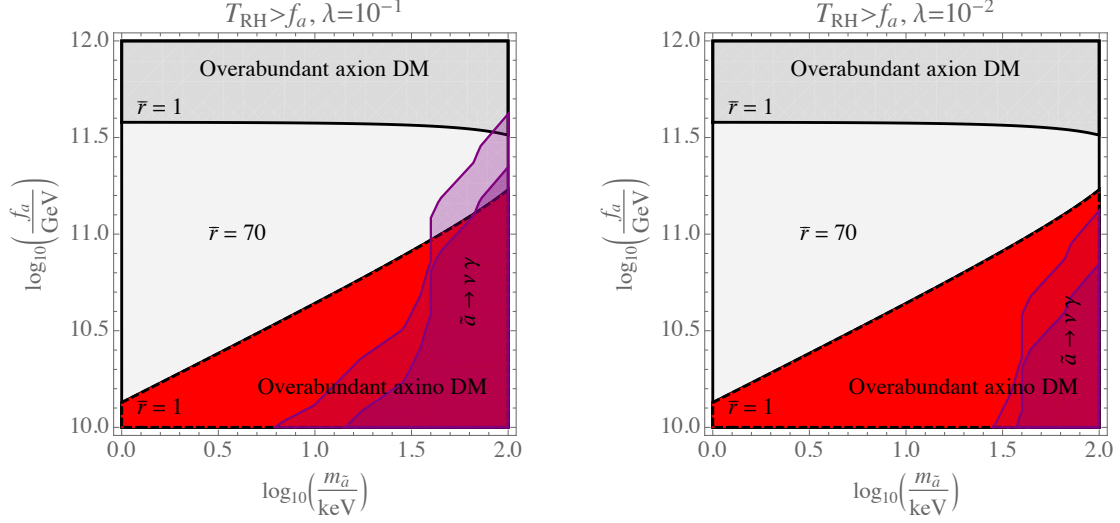 T_RH>f_a, λ=10⁻¹
12.0
Overabundant axion DM
r̄ = 1
11.5
log₁₀(f_a/GeV)
11.0
r̄ = 70
ã → ν γ
10.5
Overabundant axino DM
r̄ = 1
10.0
0.0 0.5 1.0 1.5 2.0
log₁₀(m_ã/keV)
T_RH>f_a, λ=10⁻²
12.0
Overabundant axion DM
r̄ = 1
11.5
log₁₀(f_a/GeV)
11.0
r̄ = 70
ã → ν γ
10.5
Overabundant axino DM
r̄ = 1
10.0
0.0 0.5 1.0 1.5 2.0
log₁₀(m_ã/keV)